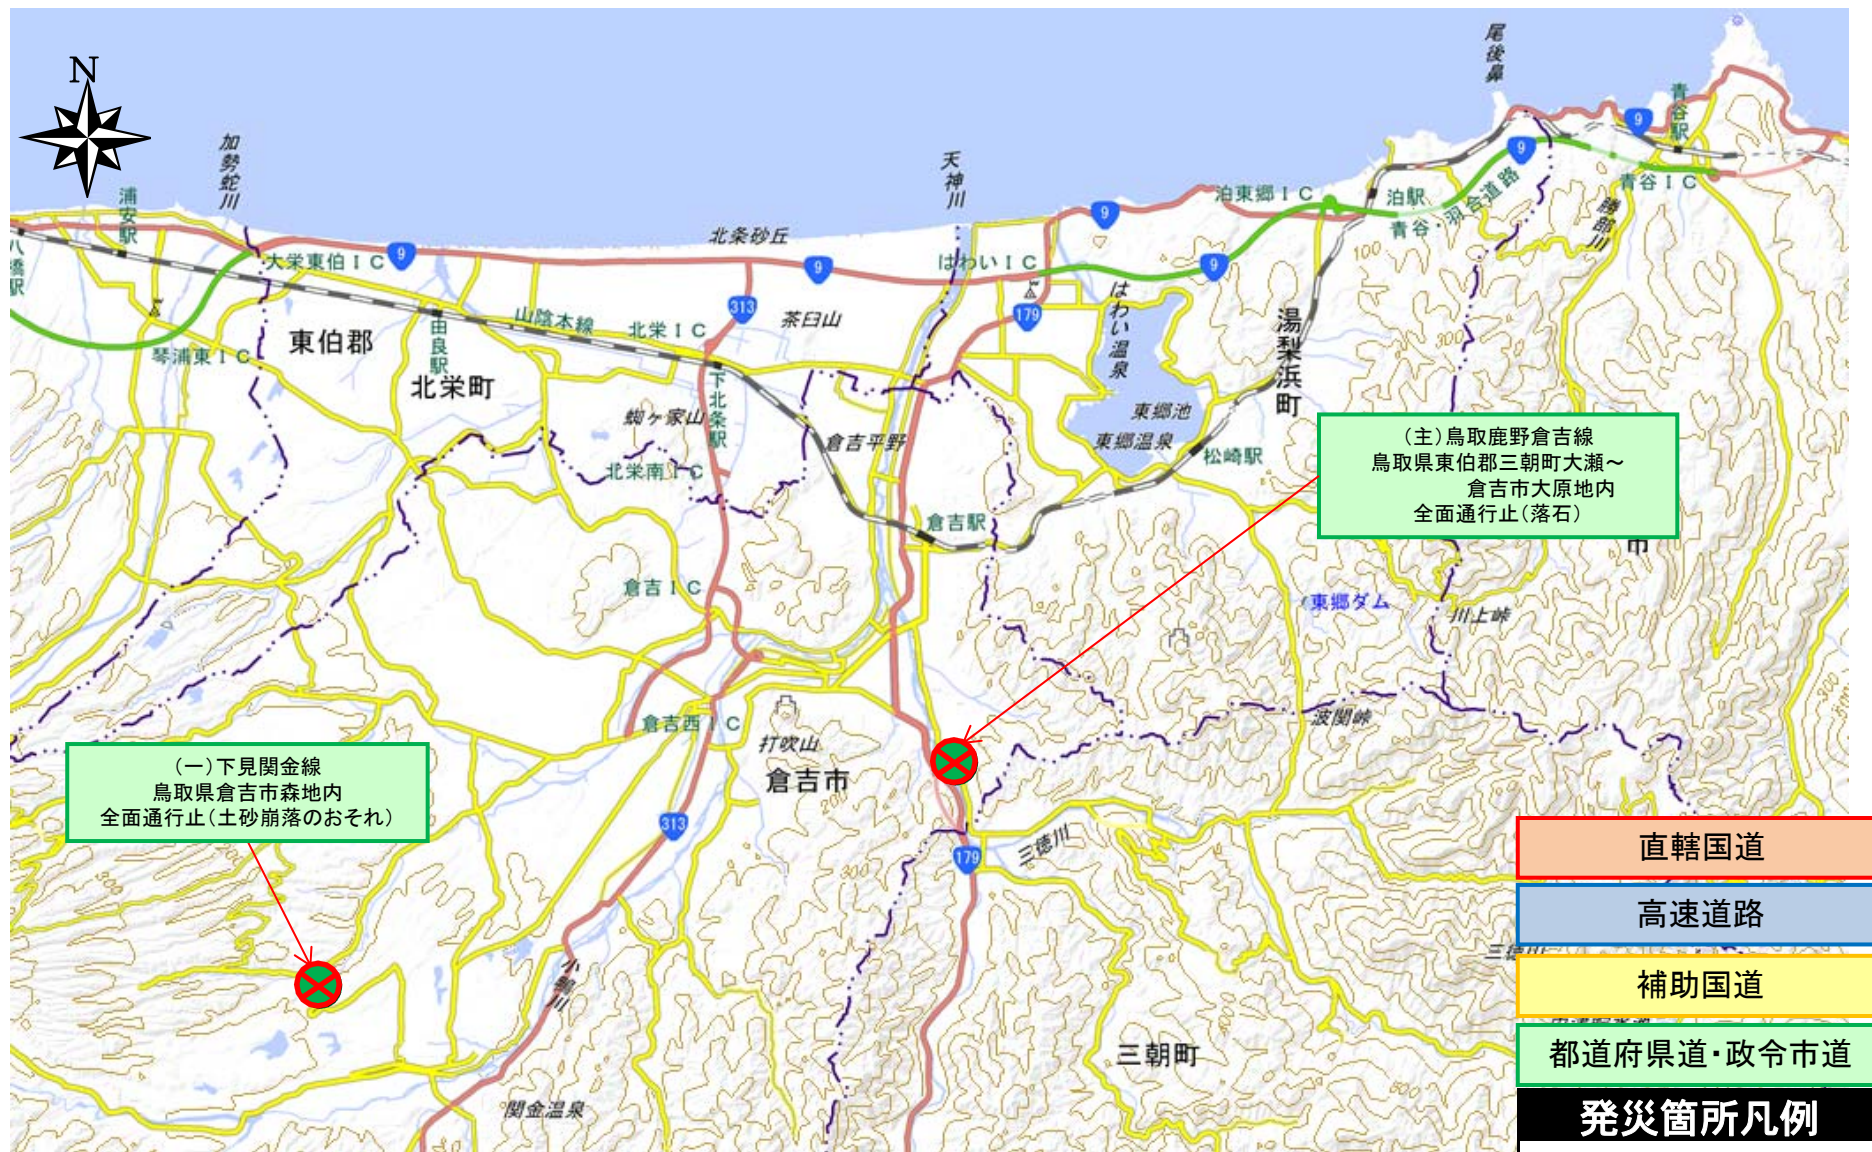 N
加勢蛇川
天神川
尾後鼻
青谷駅
9
9
浦安駅
八橋駅
大栄東伯ＩＣ
9
北条砂丘
9
はわいＩＣ
9
泊東郷ＩＣ
泊駅
青谷・羽合道路
青谷ＩＣ
勝部川
9
100
313
茶臼山
179
はわい温泉
湯梨浜町
東伯郡
由良駅
山陰本線
北栄ＩＣ
琴浦東ＩＣ
北栄町
下北条駅
蜘ヶ家山
倉吉平野
東郷池
東郷温泉
松崎駅
北栄南ＩＣ
倉吉駅
（主）鳥取鹿野倉吉線
鳥取県東伯郡三朝町大瀬～
倉吉市大原地内
全面通行止（落石）
市
倉吉ＩＣ
東郷ダム
川上峠
300
倉吉西ＩＣ
打吹山
倉吉市
200
波関峠
（一）下見関金線
鳥取県倉吉市森地内
全面通行止（土砂崩落のおそれ）
313
179
三徳川
小鴨川
三朝町
関金温泉
直轄国道
高速道路
補助国道
都道府県道・政令市道
発災箇所凡例